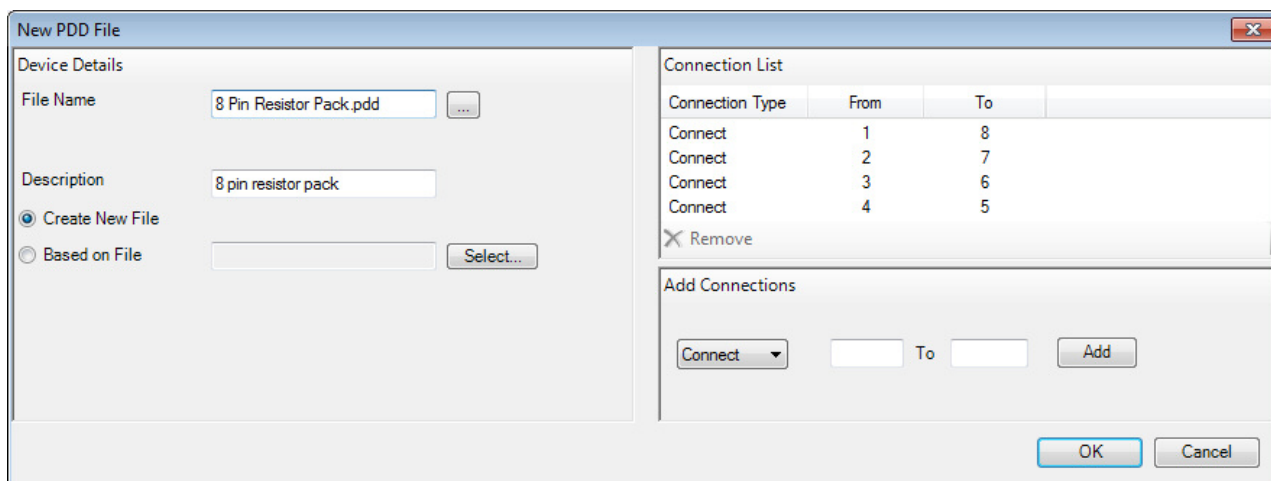 New PDD File
Device Details
File Name
8 Pin Resistor Pack.pdd
...
Description
8 pin resistor pack
Create New File
Based on File
Select...
Connection List
Connection Type From To
Connect 1 8
Connect 2 7
Connect 3 6
Connect 4 5
Remove
Add Connections
Connect To Add
OK Cancel